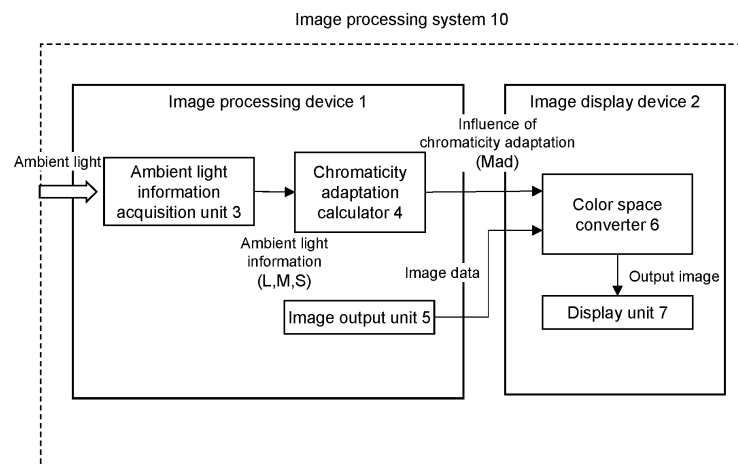 Image processing system 10
Image processing device 1
Image display device 2
Influence of
chromaticity adaptation
(Mad)
Ambient light
Ambient light
information
acquisition unit 3
Chromaticity
adaptation
calculator 4
Color space
converter 6
Ambient light
information
(L,M,S)
Image data
Output image
Image output unit 5
Display unit 7